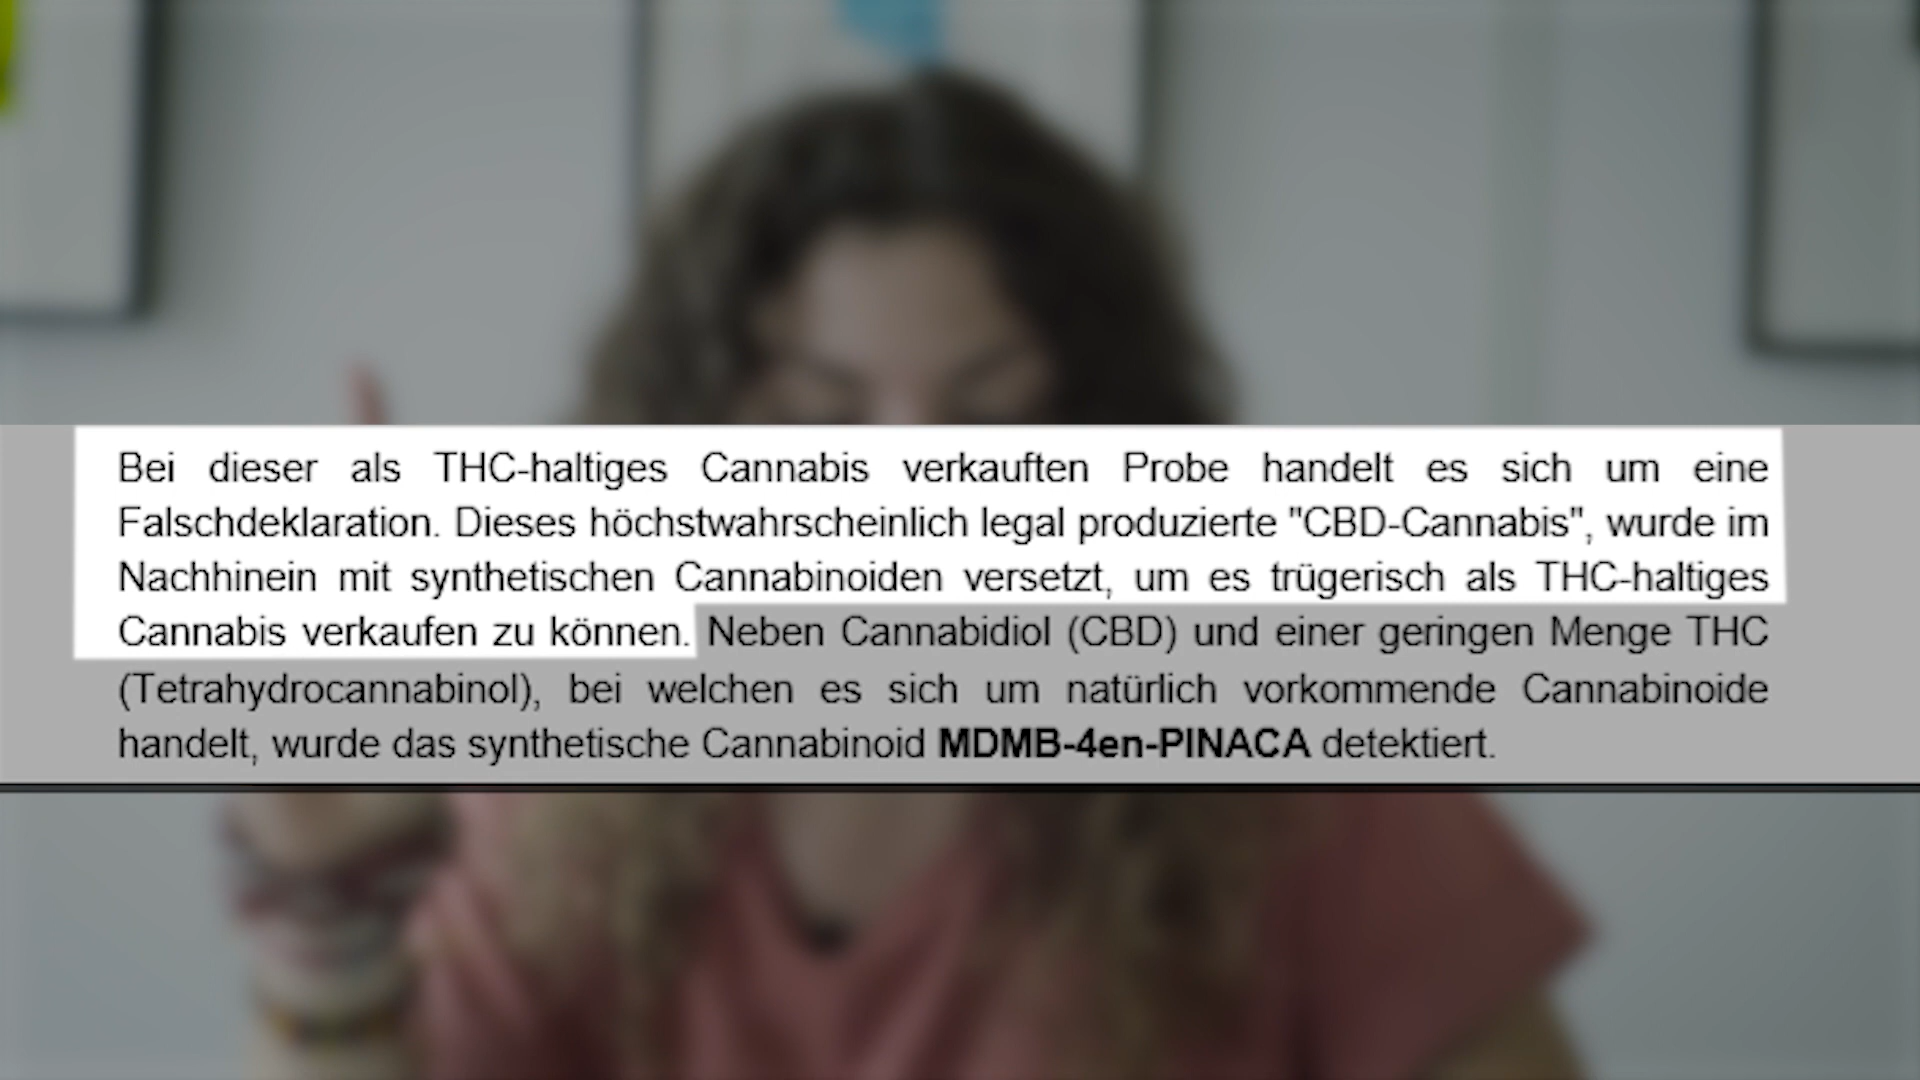 Bei dieser als THC-haltiges Cannabis verkauften Probe handelt es sich um eine
Falschdeklaration. Dieses höchstwahrscheinlich legal produzierte "CBD-Cannabis", wurde im
Nachhinein mit synthetischen Cannabinoiden versetzt, um es trügerisch als THC-haltiges
Cannabis verkaufen zu können. Neben Cannabidiol (CBD) und einer geringen Menge THC
(Tetrahydrocannabinol), bei welchen es sich um natürlich vorkommende Cannabinoide
handelt, wurde das synthetische Cannabinoid MDMB-4en-PINACA detektiert.